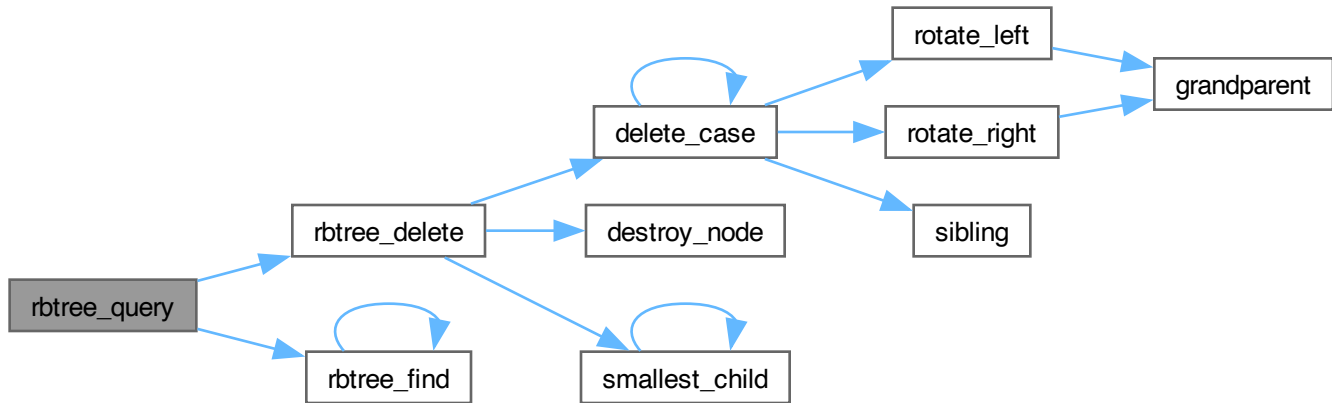 rotate_left
grandparent
delete_case
rotate_right
rbtree_delete
destroy_node
sibling
rbtree_query
rbtree_find
smallest_child